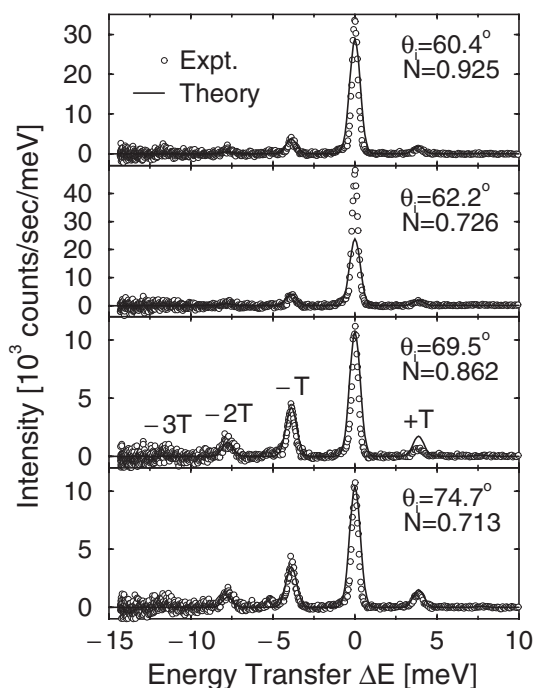 Intensity [10³ counts/sec/meV]
30
20
10
0
Expt.
Theory
θi=60.4°
N=0.925
40
30
20
10
0
θi=62.2°
N=0.726
10
5
0
−3T
−2T
−T
+T
θi=69.5°
N=0.862
10
5
0
θi=74.7°
N=0.713
−15 −10 −5 0 5 10
Energy Transfer ΔE [meV]